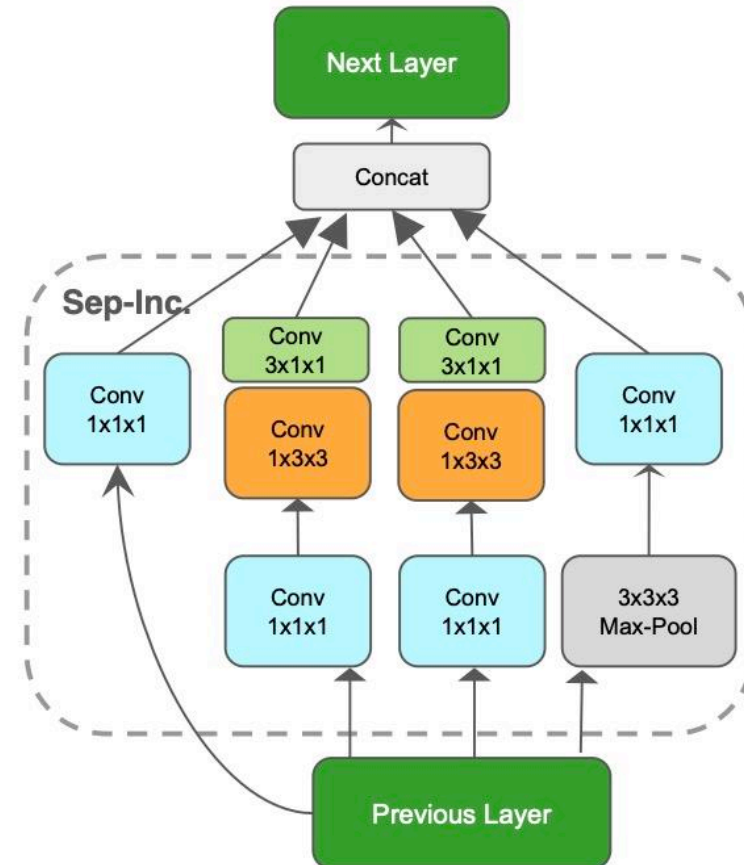 Next Layer
Concat
Sep-Inc.
Conv
3x1x1
Conv
3x1x1
Conv
1x1x1
Conv
1x3x3
Conv
1x3x3
Conv
1x1x1
Conv
1x1x1
Conv
1x1x1
3x3x3
Max-Pool
Previous Layer